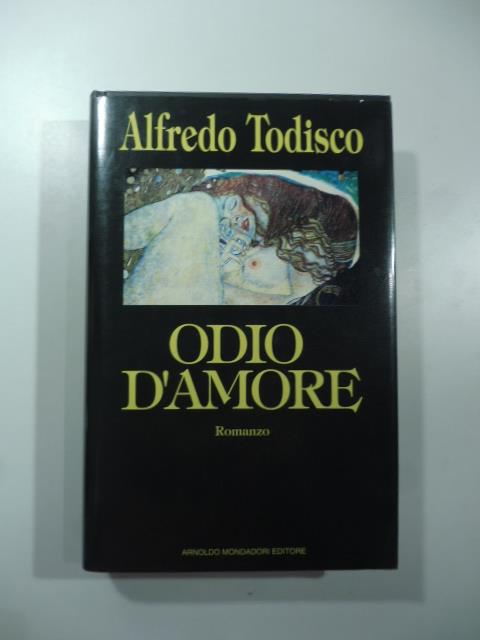 Alfredo Todisco
ODIO
D'AMORE
Romanzo
ARNOLDO MONDADORI EDITORE